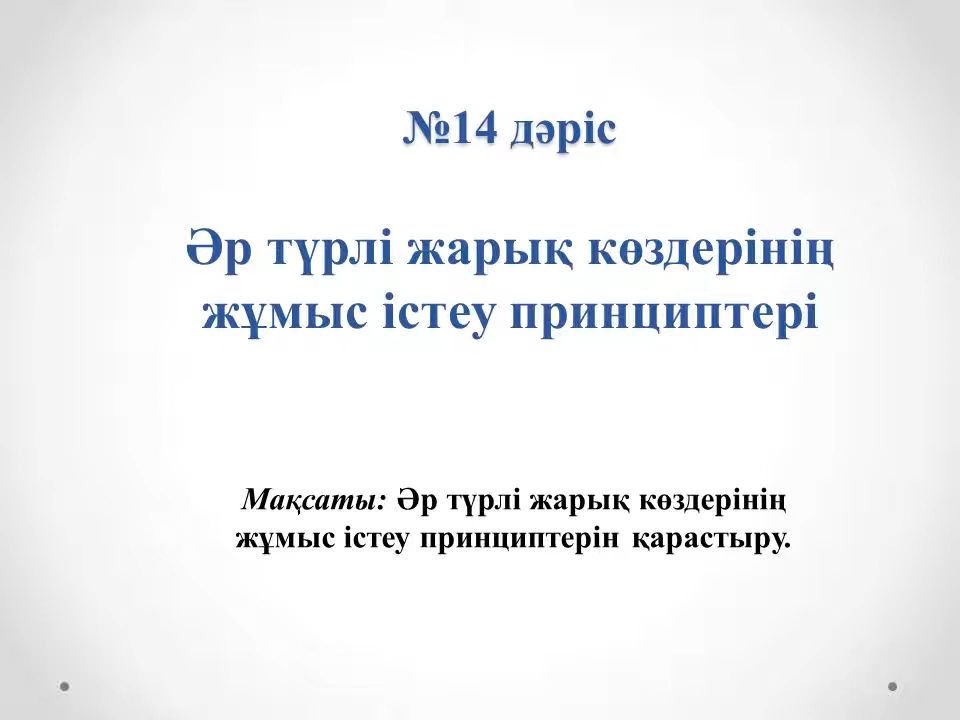 №14 дәріс
Әр түрлі жарық көздерінің
жұмыс істеу принциптері
Мақсаты: Әр түрлі жарық көздерінің
жұмыс істеу принциптерін қарастыру.